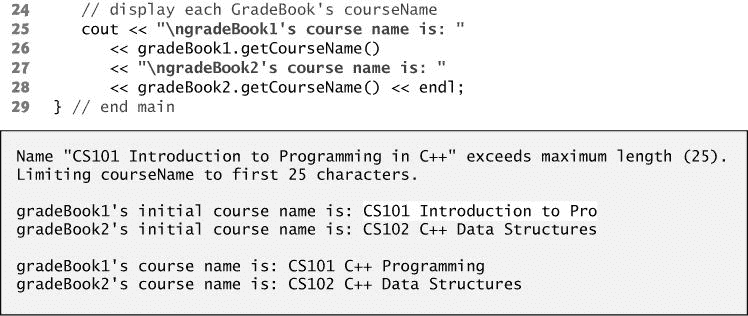 24 // display each GradeBook's courseName
25 cout << "\ngradeBook1's course name is: "
26 << gradeBook1.getCourseName()
27 << "\ngradeBook2's course name is: "
28 << gradeBook2.getCourseName() << endl;
29 } // end main
Name "CS101 Introduction to Programming in C++" exceeds maximum length (25).
Limiting courseName to first 25 characters.
gradeBook1's initial course name is: CS101 Introduction to Pro
gradeBook2's initial course name is: CS102 C++ Data Structures
gradeBook1's course name is: CS101 C++ Programming
gradeBook2's course name is: CS102 C++ Data Structures